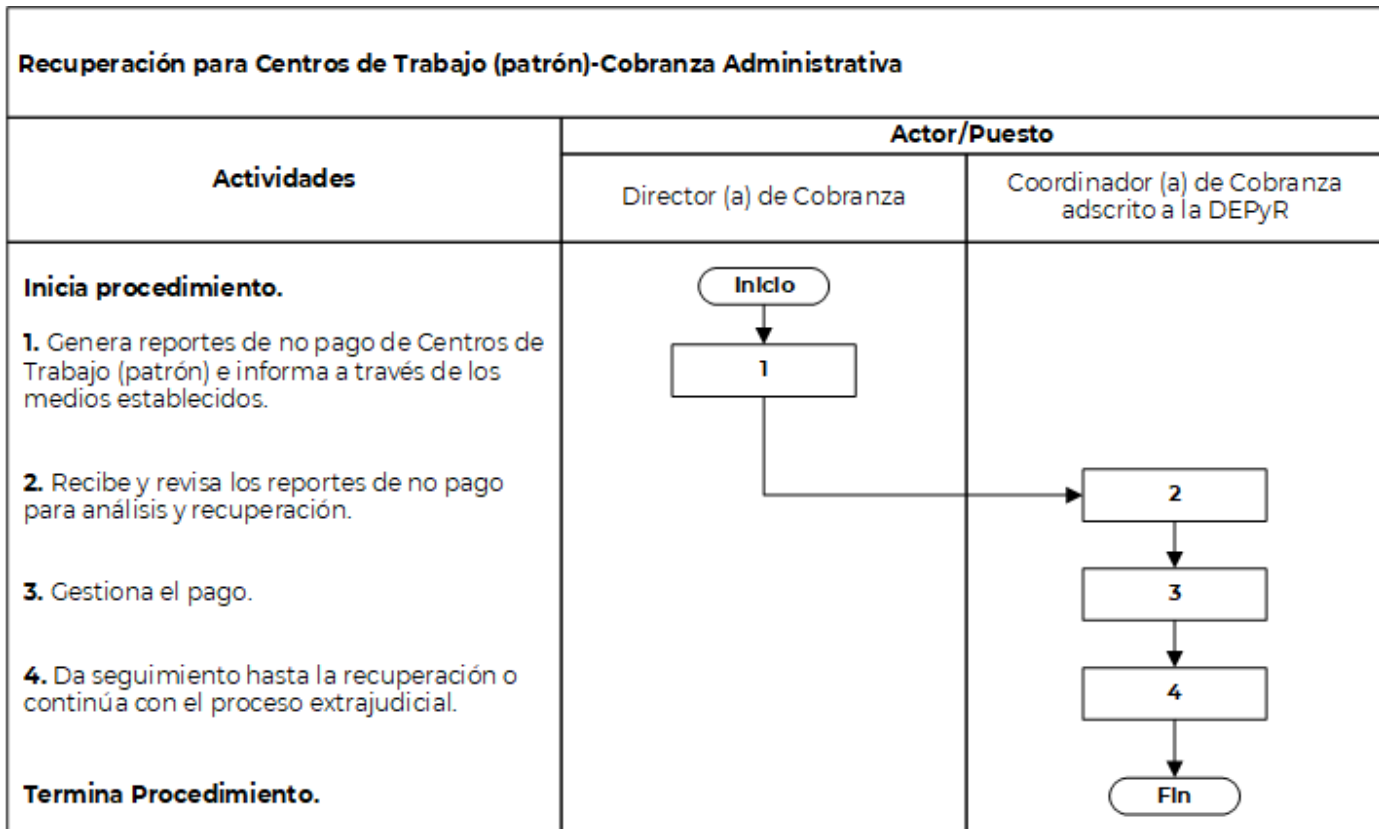 Recuperación para Centros de Trabajo (patrón)-Cobranza Administrativa
Actividades
Actor/Puesto
Director (a) de Cobranza
Coordinador (a) de Cobranza
adscrito a la DEPyR
Inicia procedimiento.
1. Genera reportes de no pago de Centros de
Trabajo (patrón) e informa a través de los
medios establecidos.
2. Recibe y revisa los reportes de no pago
para análisis y recuperación.
3. Gestiona el pago.
4. Da seguimiento hasta la recuperación o
continúa con el proceso extrajudicial.
Termina Procedimiento.
Inicio
1
2
3
4
Fin